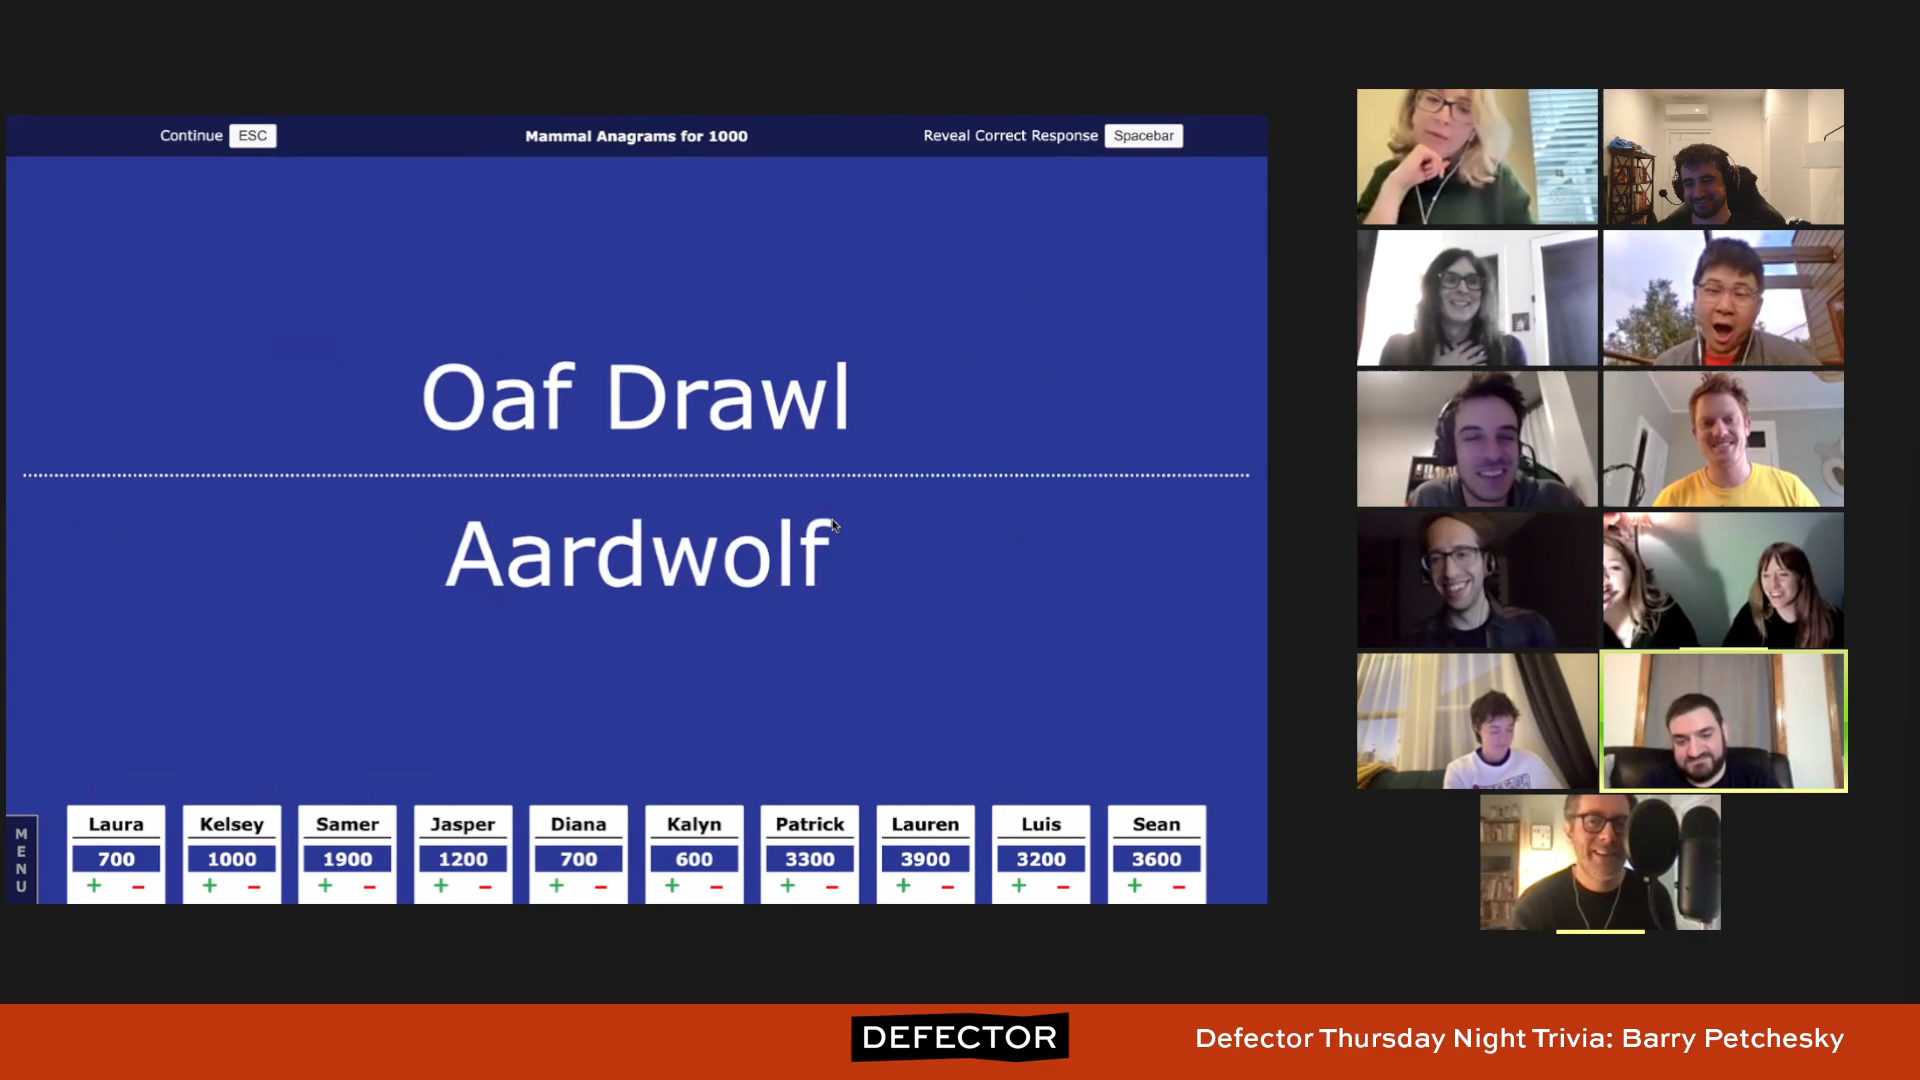 Continue ESC
Mammal Anagrams for 1000
Reveal Correct Response Spacebar
Oaf Drawl
Aardwolf
MENU
Laura Kelsey Samer Jasper Diana Kalyn Patrick Lauren Luis Sean
700 1000 1900 1200 700 600 3300 3900 3200 3600
+ − + − + − + − + − + − + − + − + − + −
DEFECTOR
Defector Thursday Night Trivia: Barry Petchesky